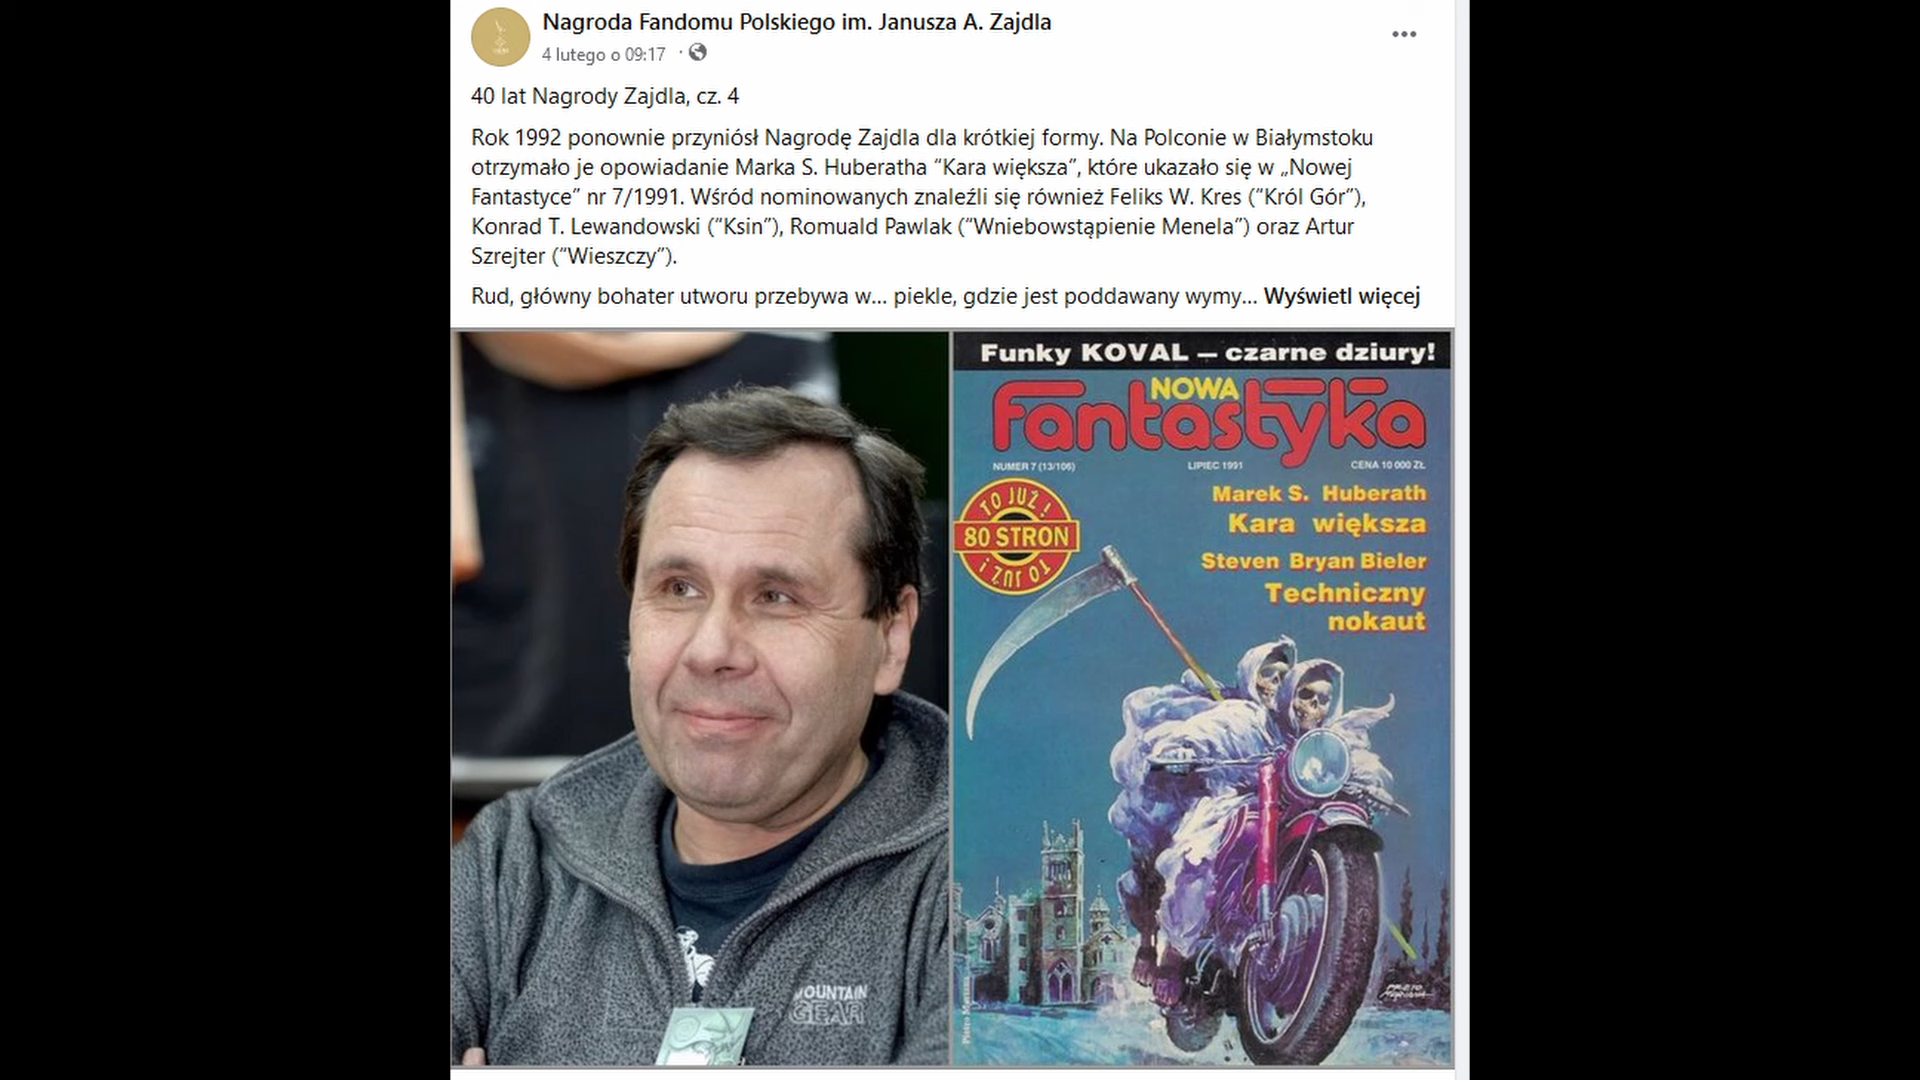 Nagroda Fandomu Polskiego im. Janusza A. Zajdla
4 lutego o 09:17 ·
40 lat Nagrody Zajdla, cz. 4
Rok 1992 ponownie przyniósł Nagrodę Zajdla dla krótkiej formy. Na Polconie w Białymstoku
otrzymało je opowiadanie Marka S. Huberatha “Kara większa”, które ukazało się w „Nowej
Fantastyce” nr 7/1991. Wśród nominowanych znaleźli się również Feliks W. Kres (“Król Gór”),
Konrad T. Lewandowski (“Ksin”), Romuald Pawlak (“Wniebowstąpienie Menela”) oraz Artur
Szrejter (“Wieszczy”).
Rud, główny bohater utworu przebywa w... piekle, gdzie jest poddawany wymy... Wyświetl więcej
Funky KOVAL – czarne dziury!
NOWA
fantastyka
NUMER 7 (13/106) LIPIEC 1991 CENA 10 000 ZŁ
Marek S. Huberath
Kara większa
TO JUŻ!
80 STRON
TO JUŻ!
Steven Bryan Bieler
Techniczny
nokaut
MOUNTAIN
GEAR